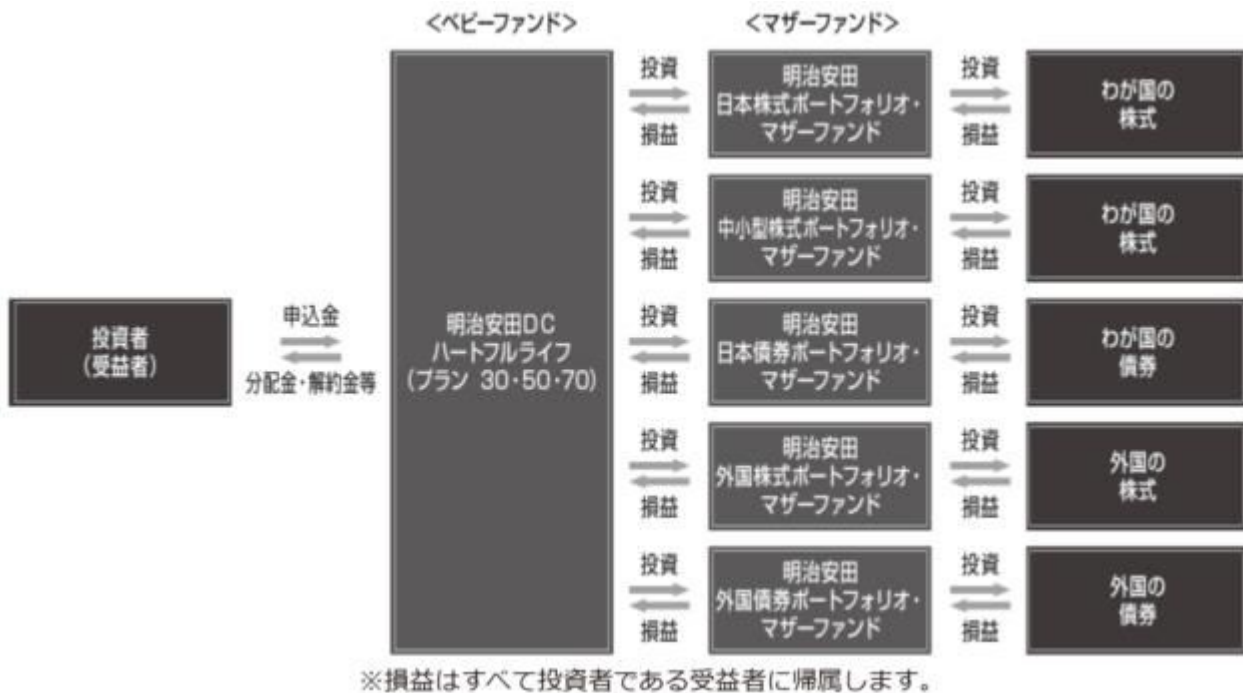 ＜ベビーファンド＞
＜マザーファンド＞
投資者
(受益者)
申込金
分配金・解約金等
明治安田DC
ハートフルライフ
(プラン 30・50・70)
投資
損益
明治安田
日本株式ポートフォリオ・
マザーファンド
投資
損益
わが国の
株式
投資
損益
明治安田
中小型株式ポートフォリオ・
マザーファンド
投資
損益
わが国の
株式
投資
損益
明治安田
日本債券ポートフォリオ・
マザーファンド
投資
損益
わが国の
債券
投資
損益
明治安田
外国株式ポートフォリオ・
マザーファンド
投資
損益
外国の
株式
投資
損益
明治安田
外国債券ポートフォリオ・
マザーファンド
投資
損益
外国の
債券
※損益はすべて投資者である受益者に帰属します。